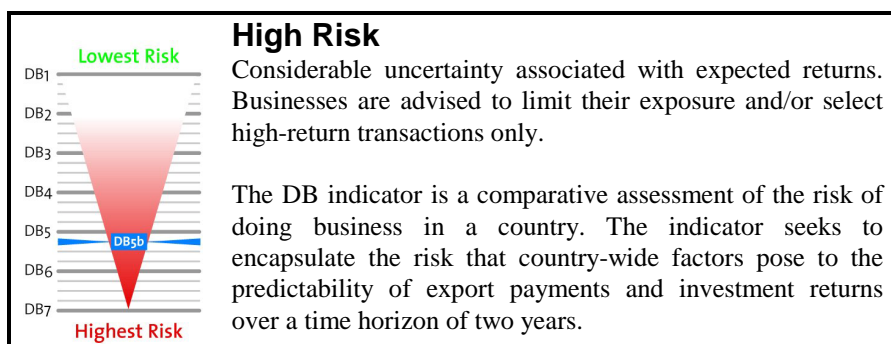 Lowest Risk
DB1
DB2
DB3
DB4
DB5
DB5b
DB6
DB7
Highest Risk
High Risk
Considerable uncertainty associated with expected returns.
Businesses are advised to limit their exposure and/or select
high-return transactions only.
The DB indicator is a comparative assessment of the risk of
doing business in a country. The indicator seeks to
encapsulate the risk that country-wide factors pose to the
predictability of export payments and investment returns
over a time horizon of two years.